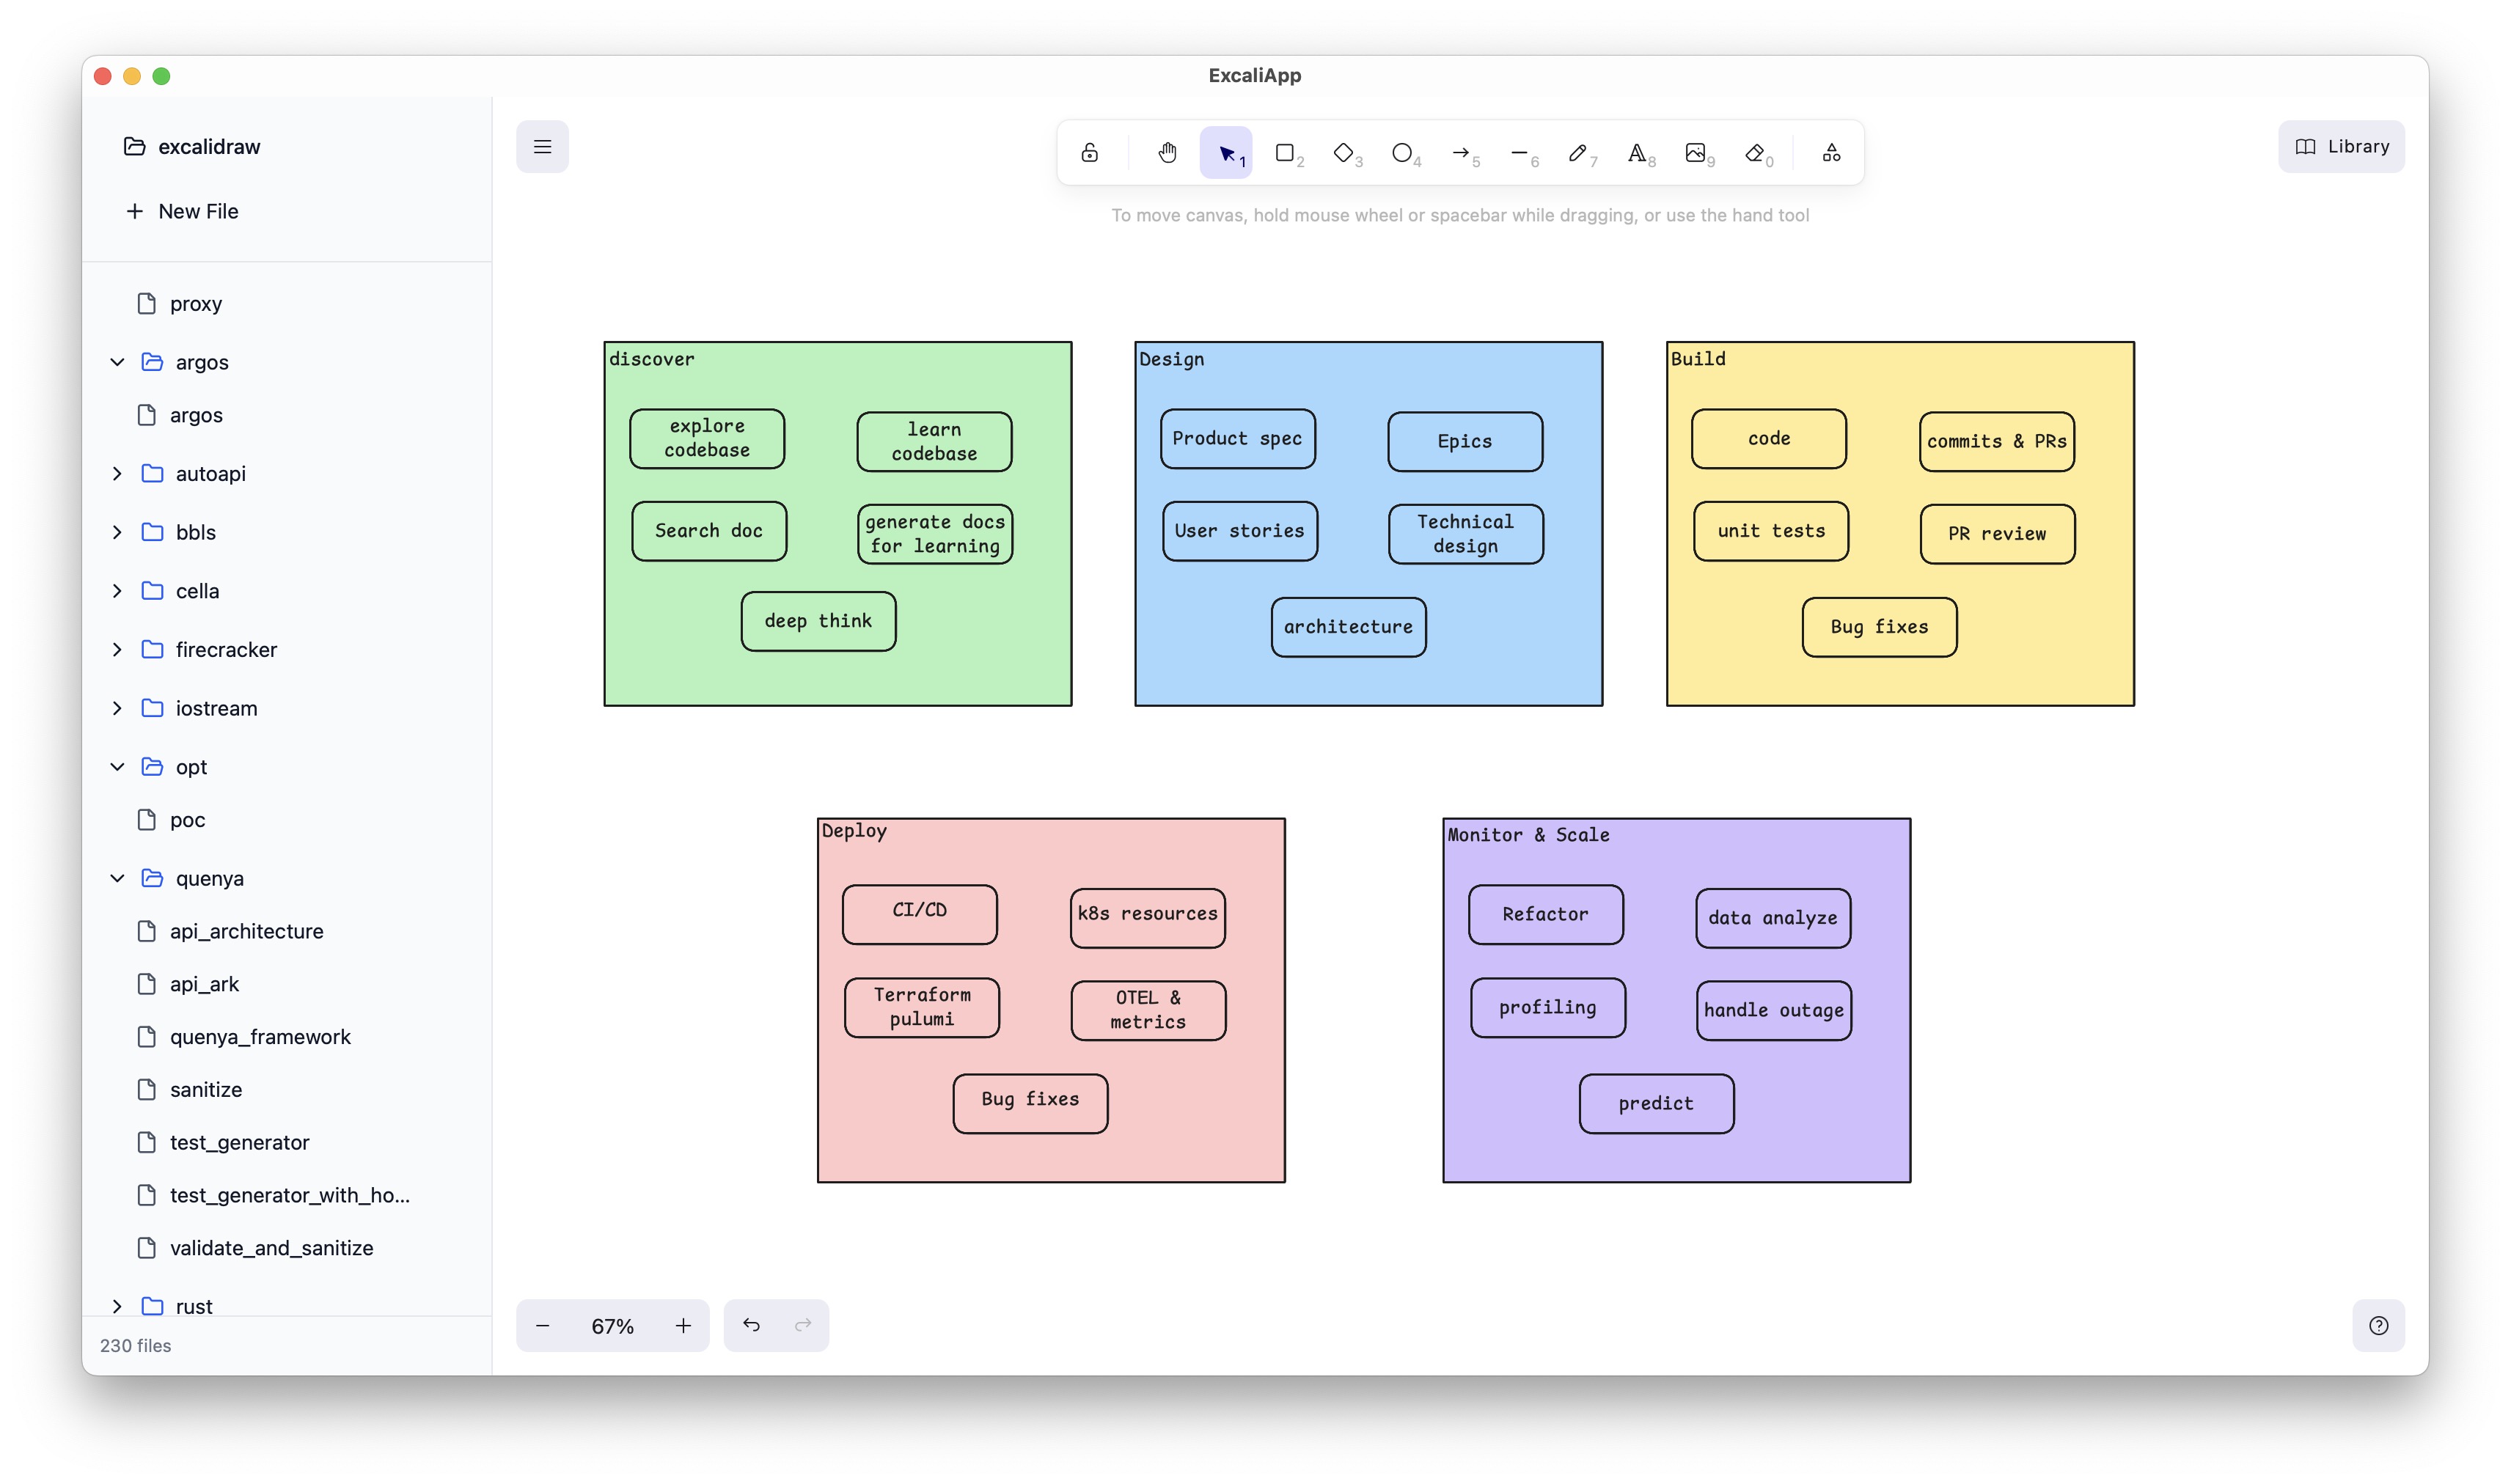 ExcaliApp
excalidraw
New File
proxy
argos
argos
autoapi
bbls
cella
firecracker
iostream
opt
poc
quenya
api_architecture
api_ark
quenya_framework
sanitize
test_generator
test_generator_with_ho...
validate_and_sanitize
rust
230 files
1
2
3
4
5
6
7
8
9
0
Library
To move canvas, hold mouse wheel or spacebar while dragging, or use the hand tool
discover
explore
codebase
learn
codebase
Search doc
generate docs
for learning
deep think
Design
Product spec
Epics
User stories
Technical
design
architecture
Build
code
commits & PRs
unit tests
PR review
Bug fixes
Deploy
CI/CD
k8s resources
Terraform
pulumi
OTEL &
metrics
Bug fixes
Monitor & Scale
Refactor
data analyze
profiling
handle outage
predict
67%